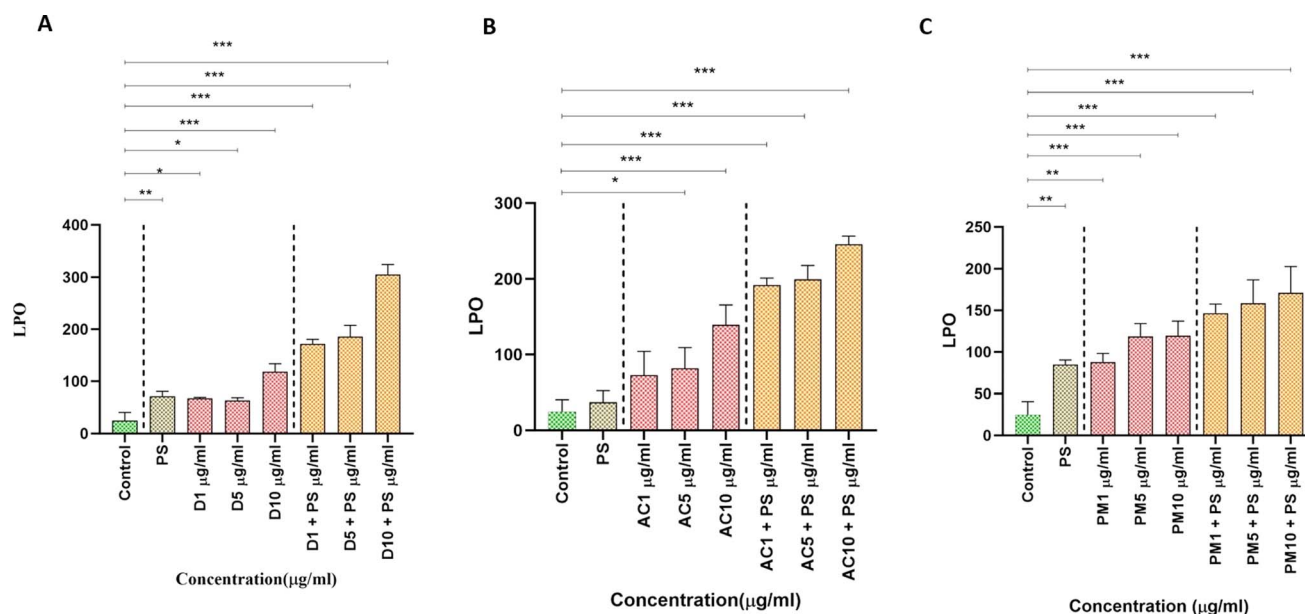 A
***
***
***
***
*
*
**
400
300
200
100
0
LPO
Control
PS
D1 µg/ml
D5 µg/ml
D10 µg/ml
D1 + PS µg/ml
D5 + PS µg/ml
D10 + PS µg/ml
Concentration(µg/ml)
B
***
***
***
***
*
300
200
100
0
LPO
Control
PS
AC1 µg/ml
AC5 µg/ml
AC10 µg/ml
AC1 + PS µg/ml
AC5 + PS µg/ml
AC10 + PS µg/ml
Concentration(µg/ml)
C
***
***
***
***
***
**
**
250
200
150
100
50
0
LPO
Control
PS
PM1 µg/ml
PM5 µg/ml
PM10 µg/ml
PM1 + PS µg/ml
PM5 + PS µg/ml
PM10 + PS µg/ml
Concentration (µg/ml)